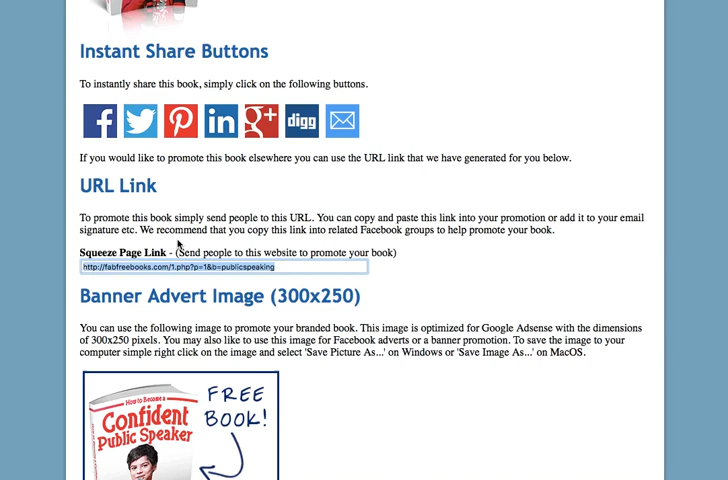 Instant Share Buttons
To instantly share this book, simply click on the following buttons.
f in g+ digg
If you would like to promote this book elsewhere you can use the URL link that we have generated for you below.
URL Link
To promote this book simply send people to this URL. You can copy and paste this link into your promotion or add it to your email
signature etc. We recommend that you copy this link into related Facebook groups to help promote your book.
Squeeze Page Link - (Send people to this website to promote your book)
http://fabfreebooks.com/1.php?p=1&b=publicspeaking
Banner Advert Image (300x250)
You can use the following image to promote your branded book. This image is optimized for Google Adsense with the dimensions
of 300x250 pixels. You may also like to use this image for Facebook adverts or a banner promotion. To save the image to your
computer simple right click on the image and select 'Save Picture As...' on Windows or 'Save Image As...' on MacOS.
How to Become a
Confident
Public Speaker
FREE
BOOK!